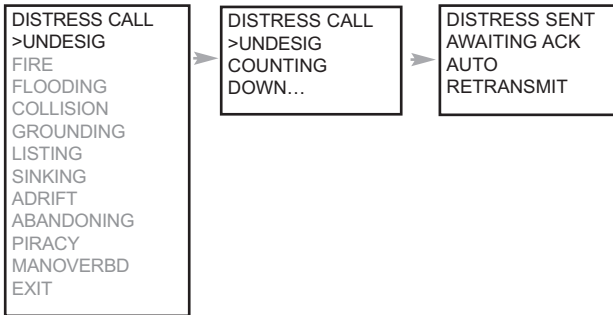 DISTRESS CALL
>UNDESIG
FIRE
FLOODING
COLLISION
GROUNDING
LISTING
SINKING
ADRIFT
ABANDONING
PIRACY
MANOVERBD
EXIT
DISTRESS CALL
>UNDESIG
COUNTING
DOWN…
DISTRESS SENT
AWAITING ACK
AUTO
RETRANSMIT